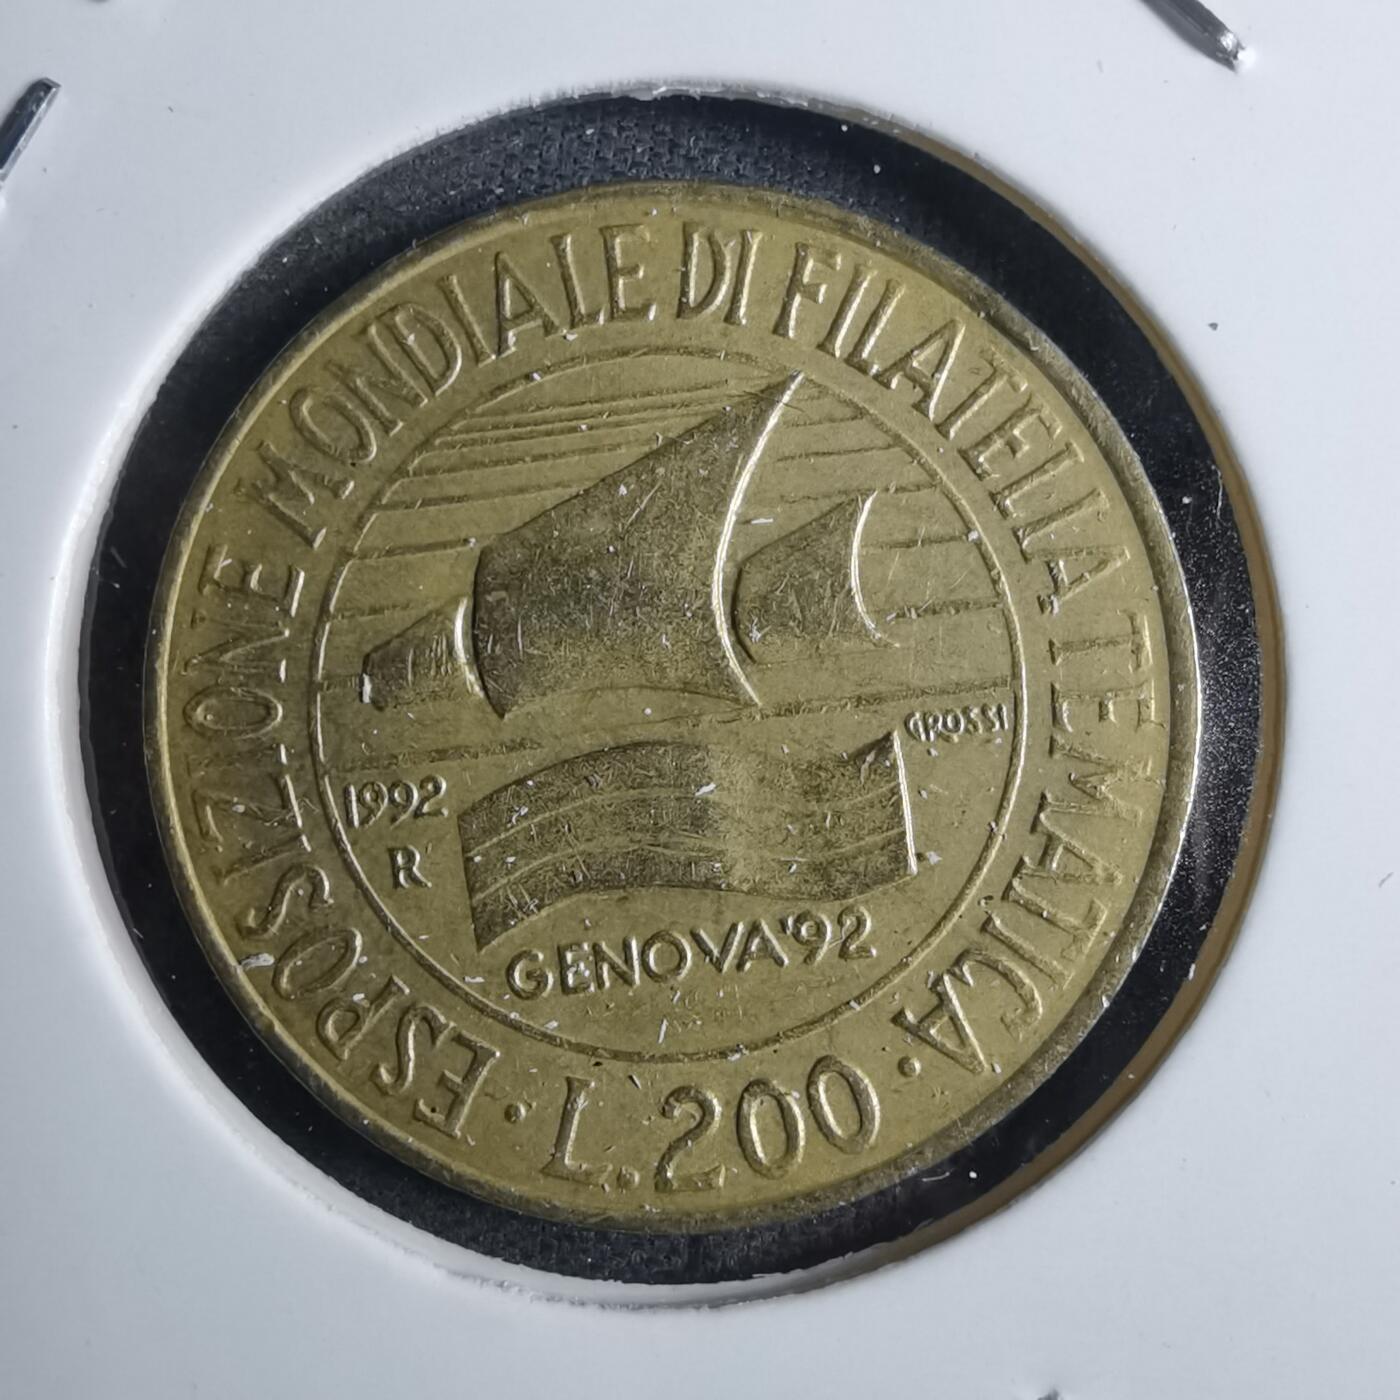 ESPOSIZIONE MONDIALE DI FILATELIA TEMATICA
GROSSI
1992
R
GENOVA '92
· L.200 ·